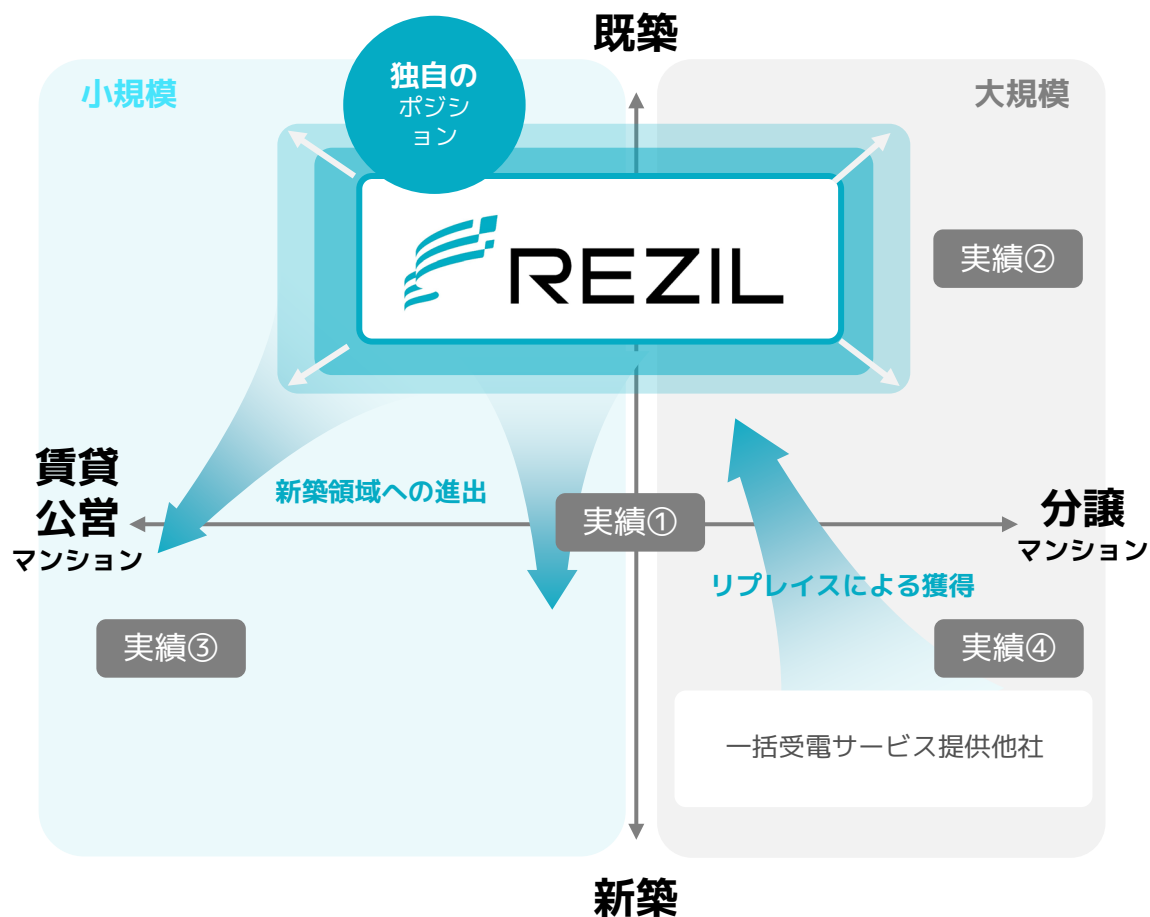 既築
小規模
独自の
ポジシ
ョン
大規模
REZIL
実績②
賃貸
公営
マンション
新築領域への進出
実績①
分譲
マンション
リプレイスによる獲得
実績③
実績④
一括受電サービス提供他社
新築